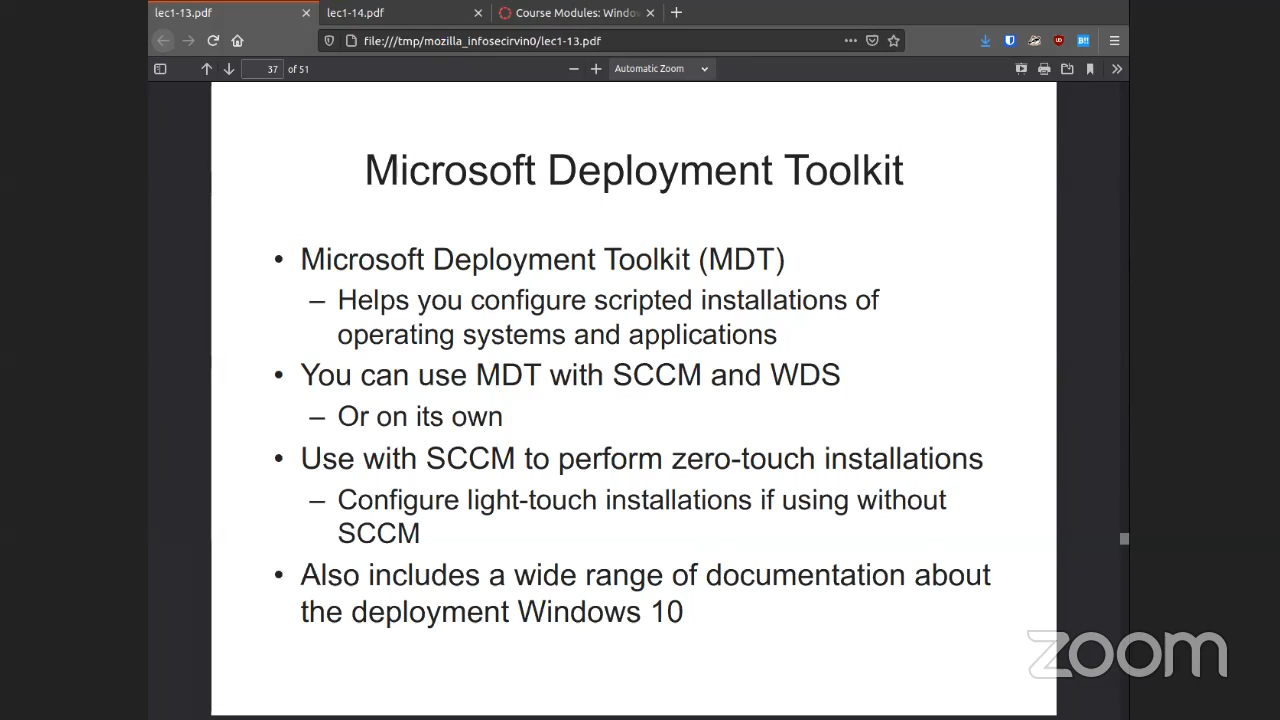 lec1-13.pdf
lec1-14.pdf
Course Modules: Windo
file:///tmp/mozilla_infosecirvin0/lec1-13.pdf
37 of 51
Automatic Zoom
Microsoft Deployment Toolkit
• Microsoft Deployment Toolkit (MDT)
– Helps you configure scripted installations of
operating systems and applications
• You can use MDT with SCCM and WDS
– Or on its own
• Use with SCCM to perform zero-touch installations
– Configure light-touch installations if using without
SCCM
• Also includes a wide range of documentation about
the deployment Windows 10
zoom